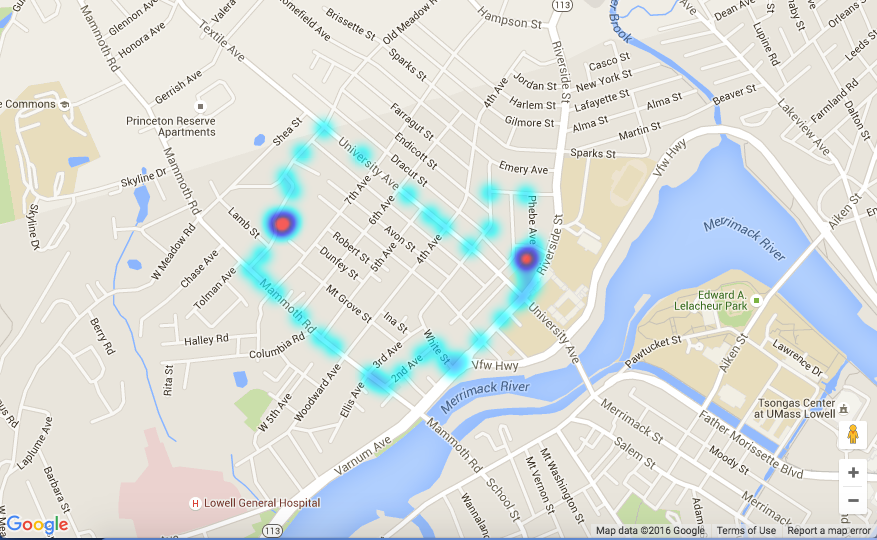 Glennon Ave
Honora Ave
Gerrish Ave
Mammoth Rd
Textile Ave
Valera
omefield Ave
Brissette St
Old Meadow Rd
Sparks St
Hampson St
113
Riverside St
er Brook
Dean Ave
Lupine Rd
Orleans St
Leeds St
Casco St
New York St
Jordan St
Harlem St
Lafayette St
Gilmore St
Alma St
Alma St
Beaver St
Martin St
Lakeview Ave
Farmland Rd
Dalton St
4th Ave
e Commons
Princeton Reserve
Apartments
Shea St
Farragut St
Endicott St
Dracut St
University Ave
Emery Ave
Sparks St
Vfw Hwy
Skyline Dr
Skyline Dr
Mammoth Rd
Lamb St
7th Ave
6th Ave
5th Ave
4th Ave
Avon St
Robert St
Dunfey St
Phebe Ave
Riverside St
Merrimack River
Aiken St
W Meadow Rd
Chase Ave
Tolman Ave
Mt Grove St
Ina St
White St
Mammoth Rd
University Ave
Edward A.
Lelacheur Park
Aiken St
Berry Rd
Halley Rd
Columbia Rd
Rita St
3rd Ave
2nd Ave
Vfw Hwy
Pawtucket St
Lawrence Dr
W 5th Ave
Woodward Ave
Ellis Ave
Merrimack River
Merrimack St
Tsongas Center
at UMass Lowell
Father Morissette Blvd
Laplume Ave
Barbara St
Varnum Ave
Mammoth Rd
School St
Mt Washington St
Mt Vernon St
Salem St
Moody St
Merrimack
Adam
Wannalan
Lowell General Hospital
H
113
+
−
Google
Map data ©2016 Google
Terms of Use
Report a map error